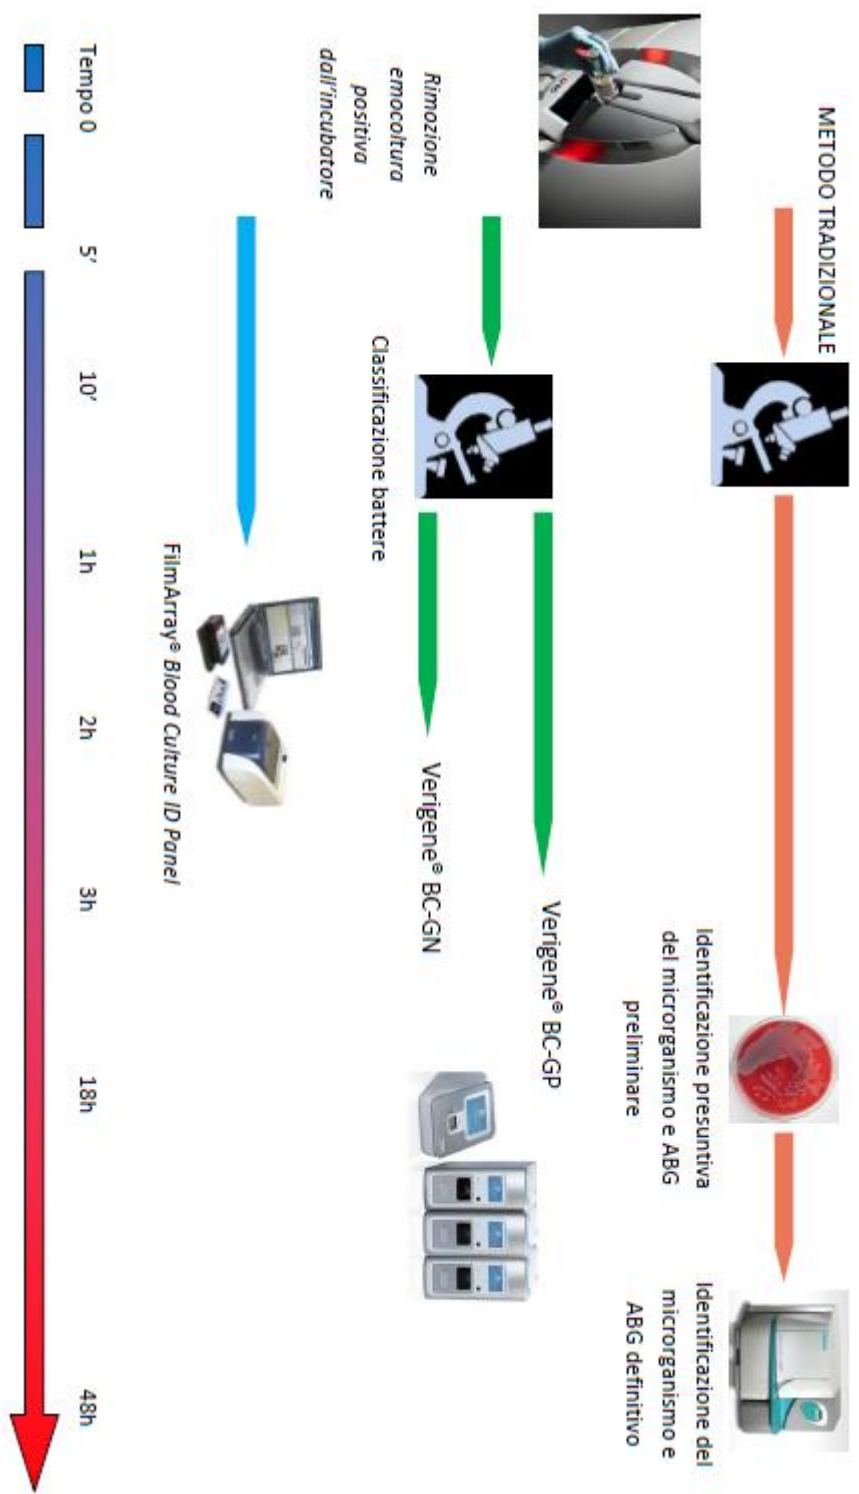 METODO TRADIZIONALE
Rimozione
emocoltura
positiva
dall'incubatore
Classificazione battere
Identificazione presuntiva
del microrganismo e ABG
preliminare
Identificazione del
microrganismo e
ABG definitivo
Verigene® BC-GP
Verigene® BC-GN
FilmArray® Blood Culture ID Panel
Tempo 0
5’
10’
1h
2h
3h
18h
48h